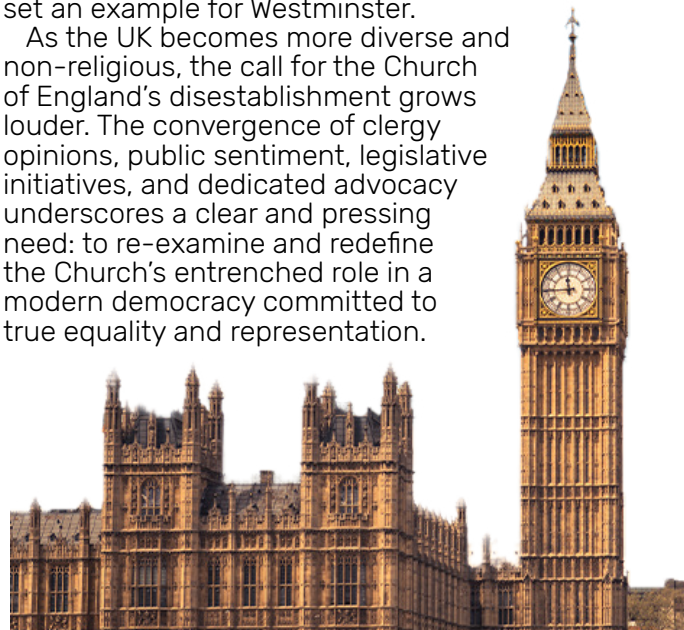 set an example for Westminster.
As the UK becomes more diverse and
non-religious, the call for the Church
of England’s disestablishment grows
louder. The convergence of clergy
opinions, public sentiment, legislative
initiatives, and dedicated advocacy
underscores a clear and pressing
need: to re-examine and redefine
the Church’s entrenched role in a
modern democracy committed to
true equality and representation.